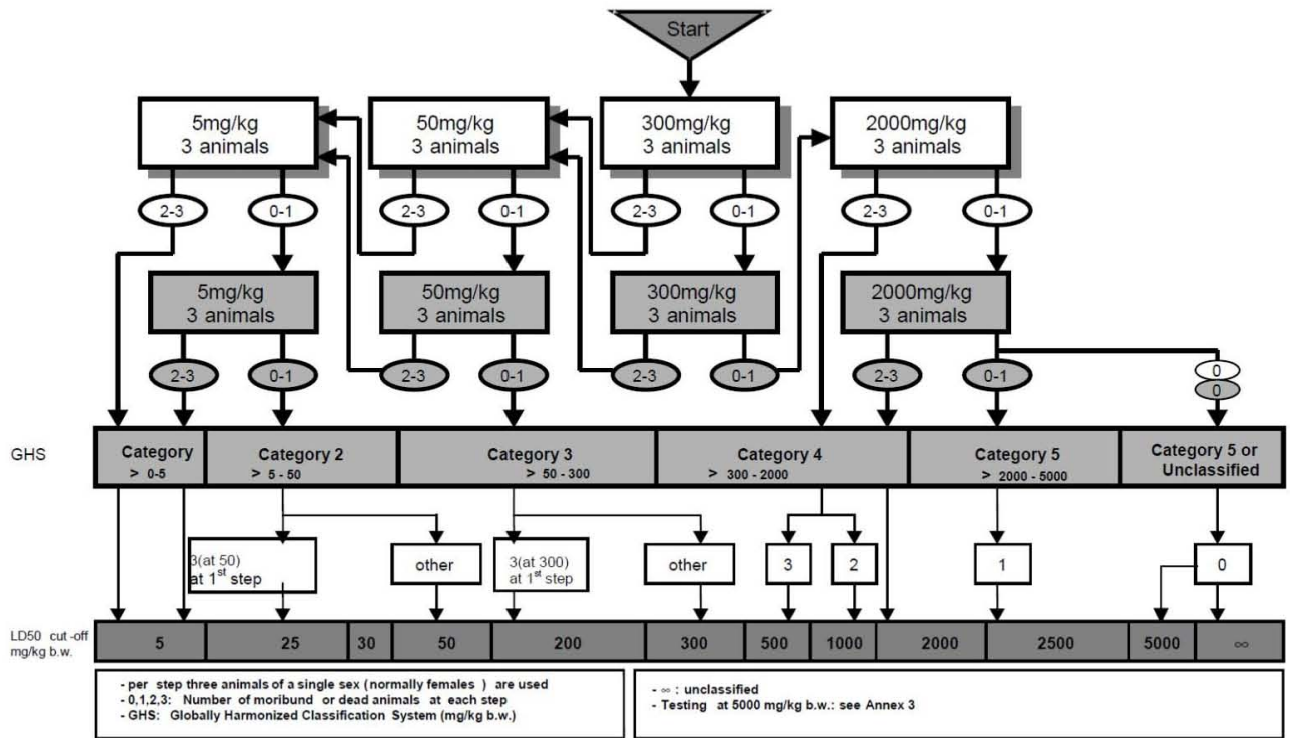 Start
5mg/kg
3 animals
50mg/kg
3 animals
300mg/kg
3 animals
2000mg/kg
3 animals
2-3
0-1
2-3
0-1
2-3
0-1
2-3
0-1
5mg/kg
3 animals
50mg/kg
3 animals
300mg/kg
3 animals
2000mg/kg
3 animals
2-3
0-1
2-3
0-1
2-3
0-1
2-3
0-1
0
0
GHS
Category
> 0-5
Category 2
> 5 - 50
Category 3
> 50 - 300
Category 4
> 300 - 2000
Category 5
> 2000 - 5000
Category 5 or
Unclassified
3(at 50)
at 1st step
other
3(at 300)
at 1st step
other
3
2
1
0
LD50 cut -off
mg/kg b.w.
5
25
30
50
200
300
500
1000
2000
2500
5000
∞
- per step three animals of a single sex ( normally females ) are used
- 0,1,2,3: Number of moribund or dead animals at each step
- GHS: Globally Harmonized Classification System (mg/kg b.w.)
- ∞ : unclassified
- Testing at 5000 mg/kg b.w.: see Annex 3